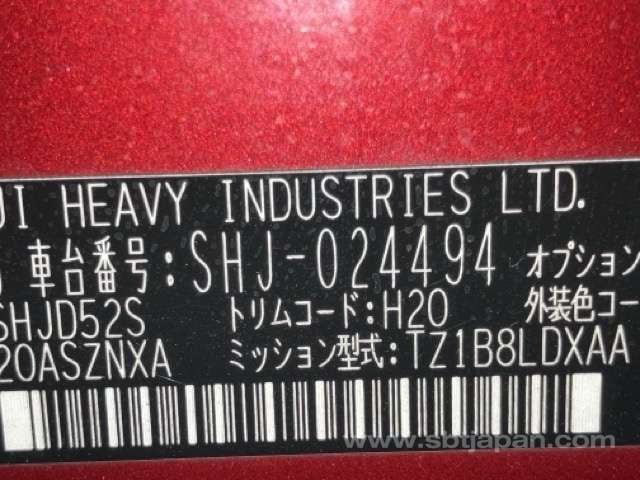 JI HEAVY INDUSTRIES LTD.
車台番号:SHJ-024494 オプション
SHJD52S トリムコード:H20 外装色コー
20ASZNXA ミッション型式:TZ1B8LDXAA
www.sbtjapan.com